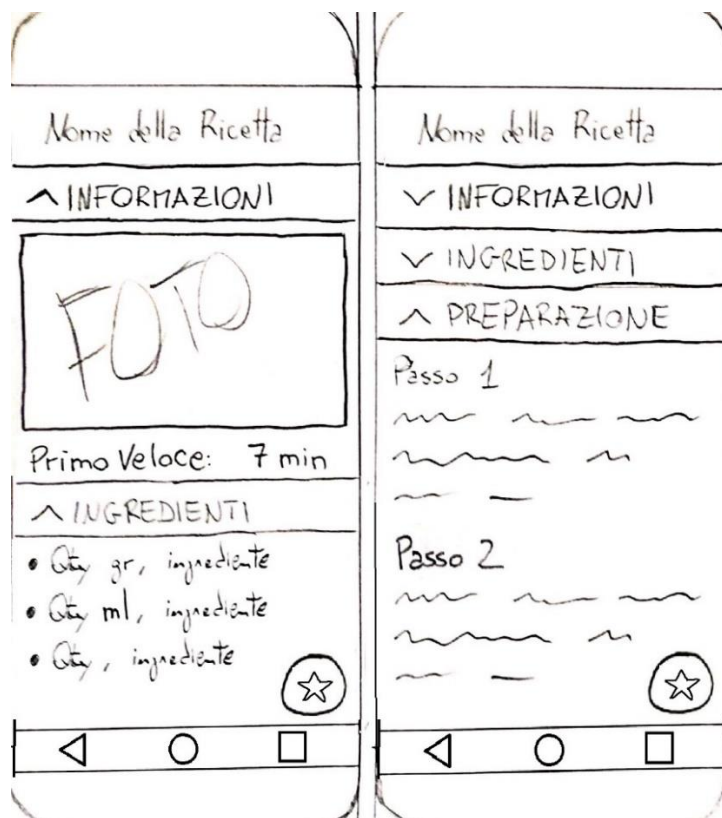 Nome della Ricetta
INFORMAZIONI
FOTO
Primo Veloce: 7 min
INGREDIENTI
• Qty gr, ingrediente
• Qty ml, ingrediente
• Qty, ingrediente
Nome della Ricetta
INFORMAZIONI
INGREDIENTI
PREPARAZIONE
Passo 1
Passo 2